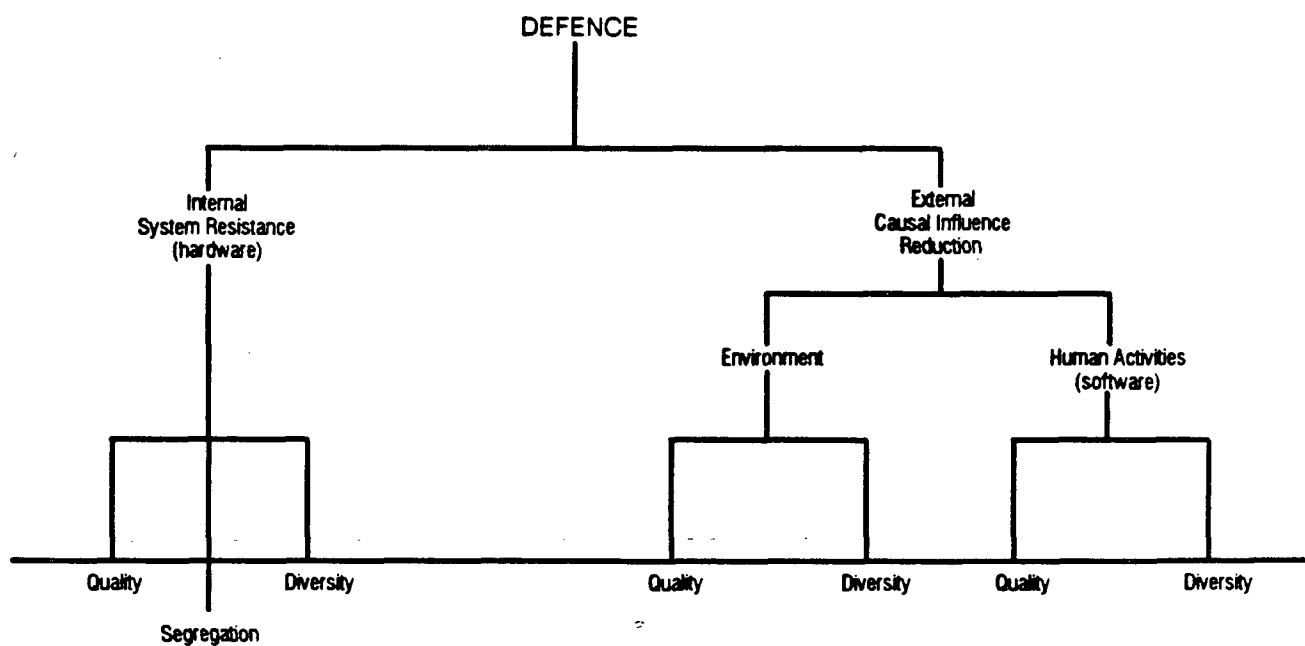 DEFENCE
Internal
System Resistance
(hardware)
External
Causal Influence
Reduction
Environment
Human Activities
(software)
Quality
Diversity
Quality
Diversity
Quality
Diversity
Segregation